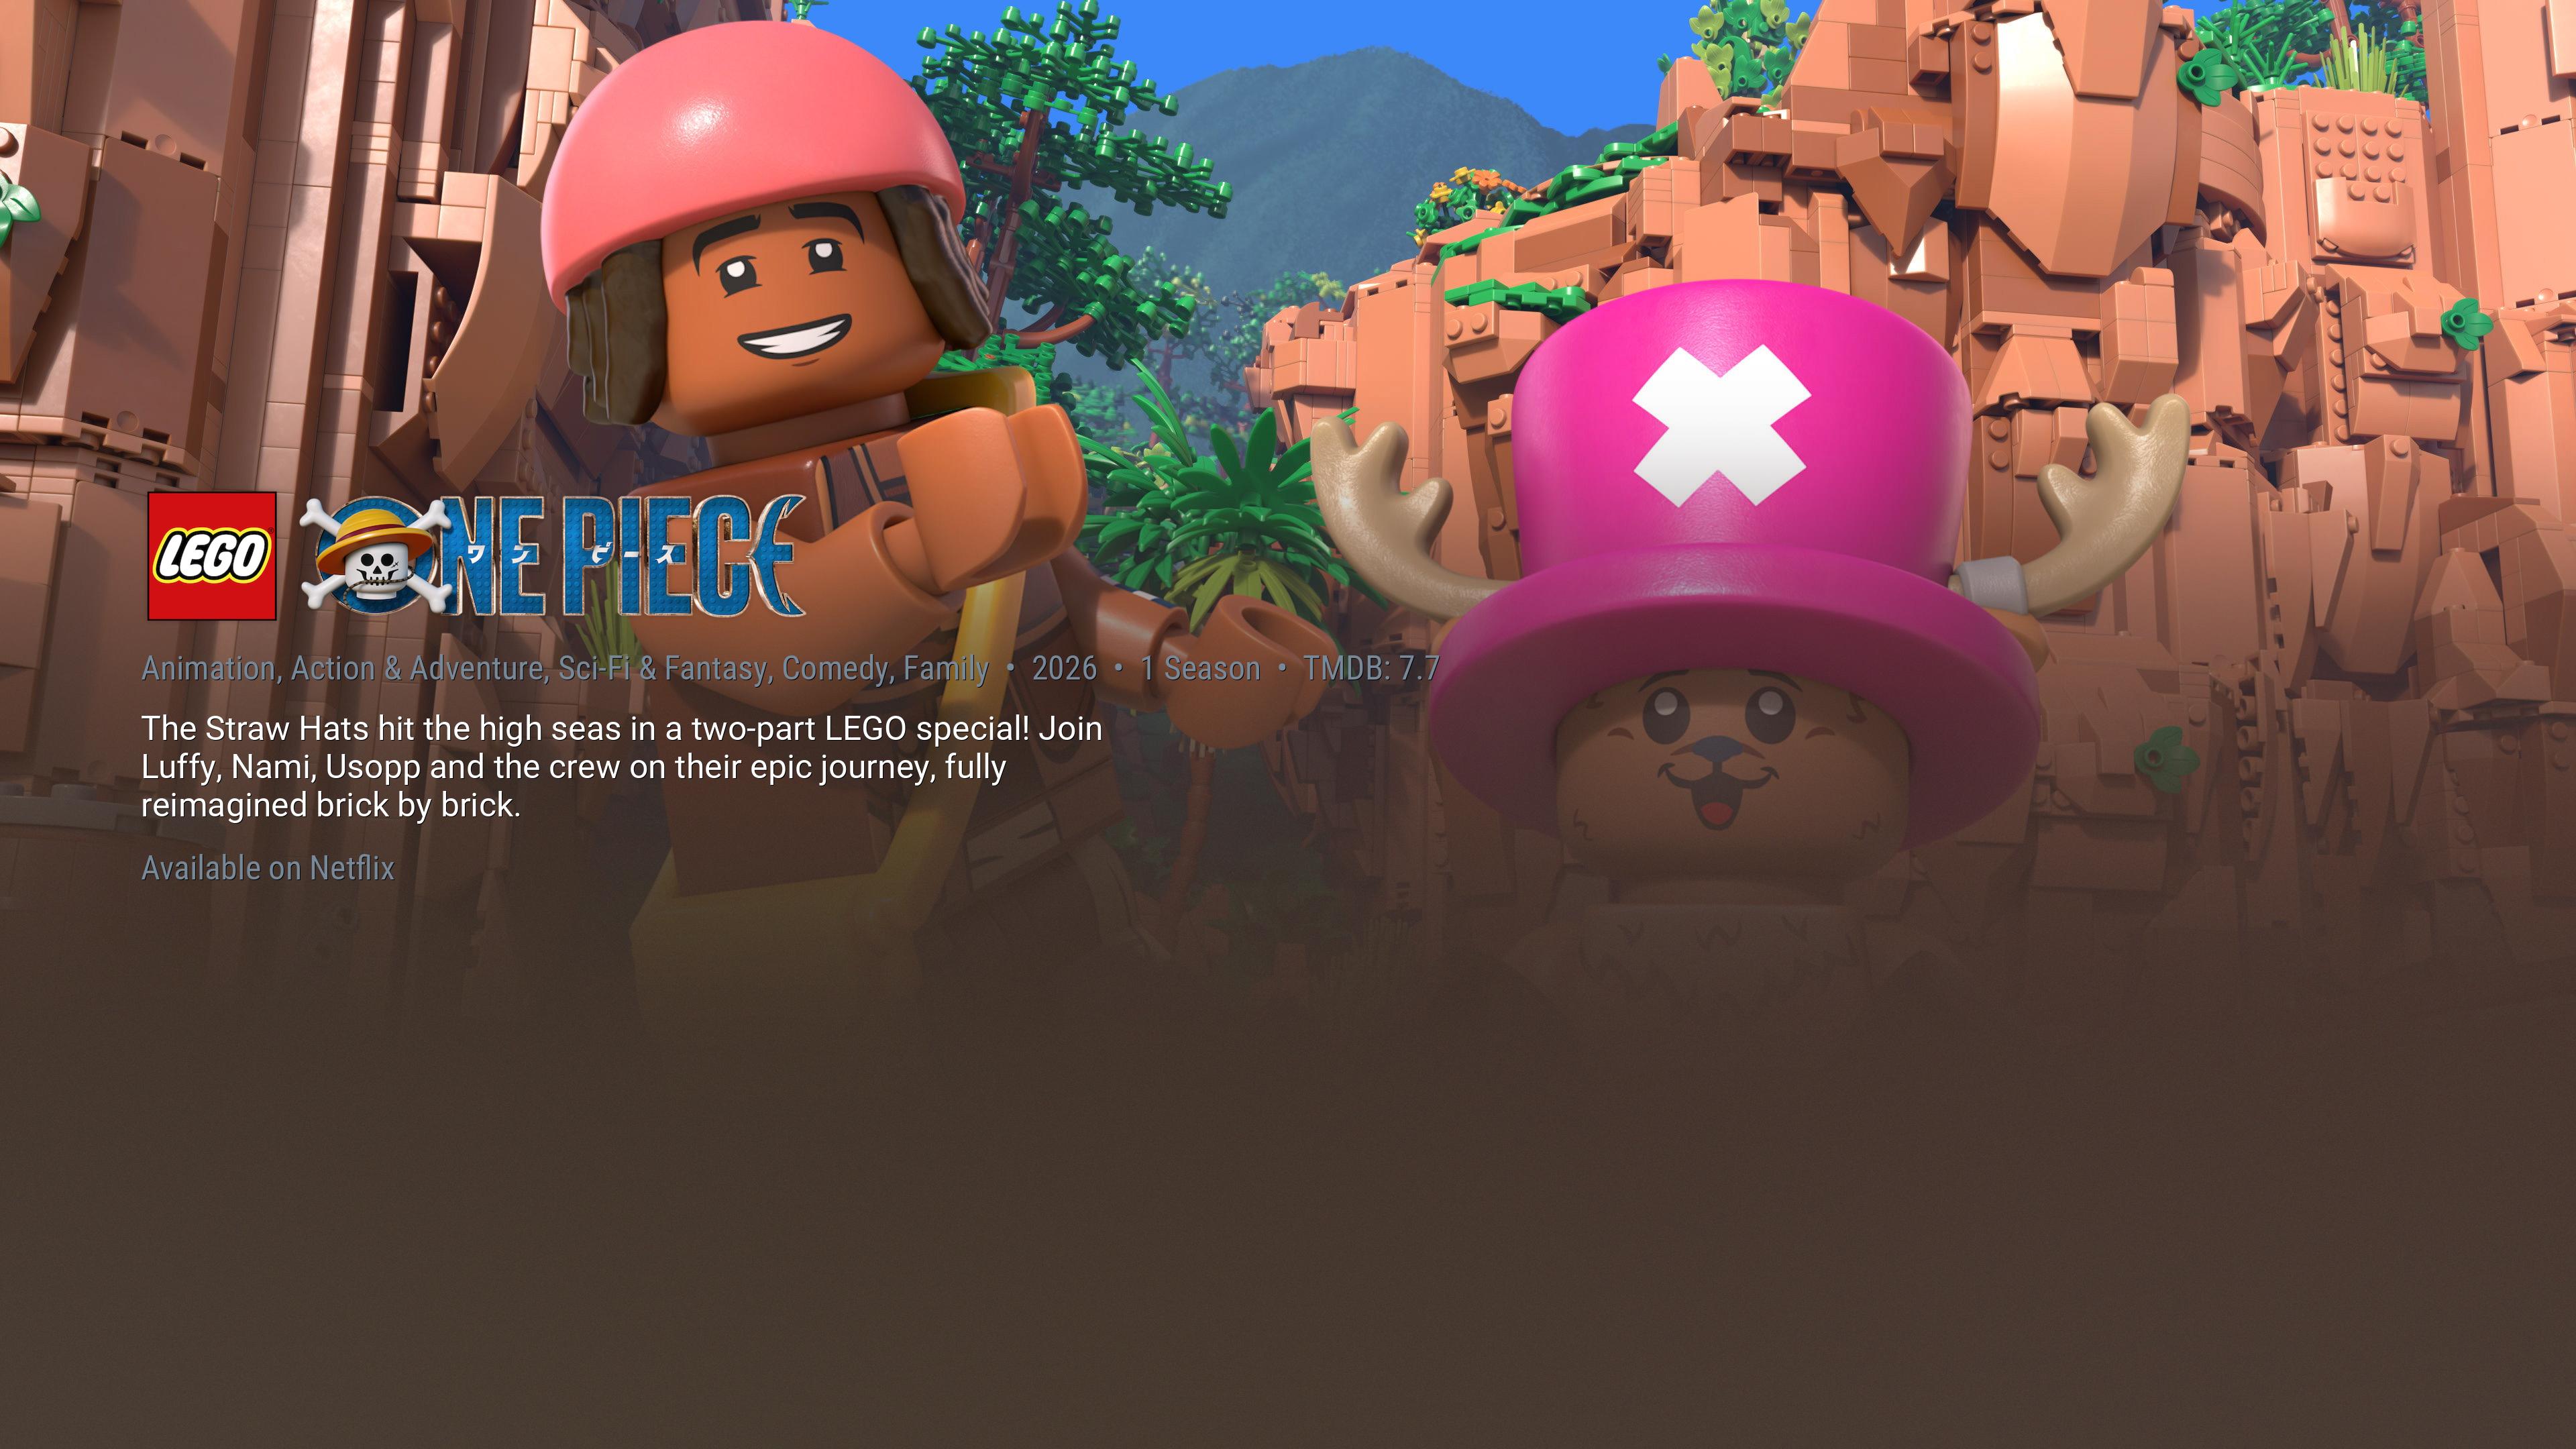 LEGO ONE PIECE
ワンピース
Animation, Action & Adventure, Sci-Fi & Fantasy, Comedy, Family • 2026 • 1 Season • TMDB: 7.7
The Straw Hats hit the high seas in a two-part LEGO special! Join
Luffy, Nami, Usopp and the crew on their epic journey, fully
reimagined brick by brick.
Available on Netflix